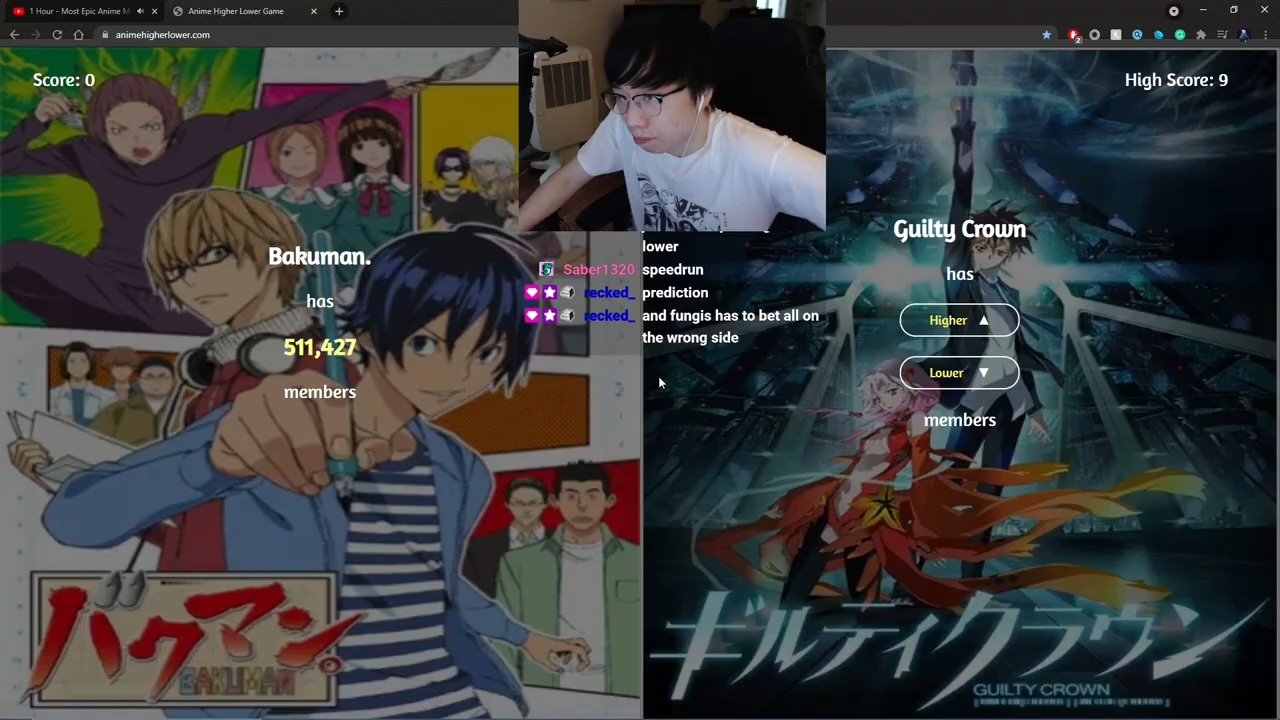 1 Hour - Most Epic Anime M
Anime Higher Lower Game
animehigherlower.com
2
Score: 0
High Score: 9
Bakuman.
has
511,427
members
lower
Saber1320 speedrun
recked_ prediction
recked_ and fungis has to bet all on
the wrong side
Guilty Crown
has
Higher ▲
Lower ▼
members
バクマン。
BAKUMAN
ギルティクラウン
GUILTY CROWN